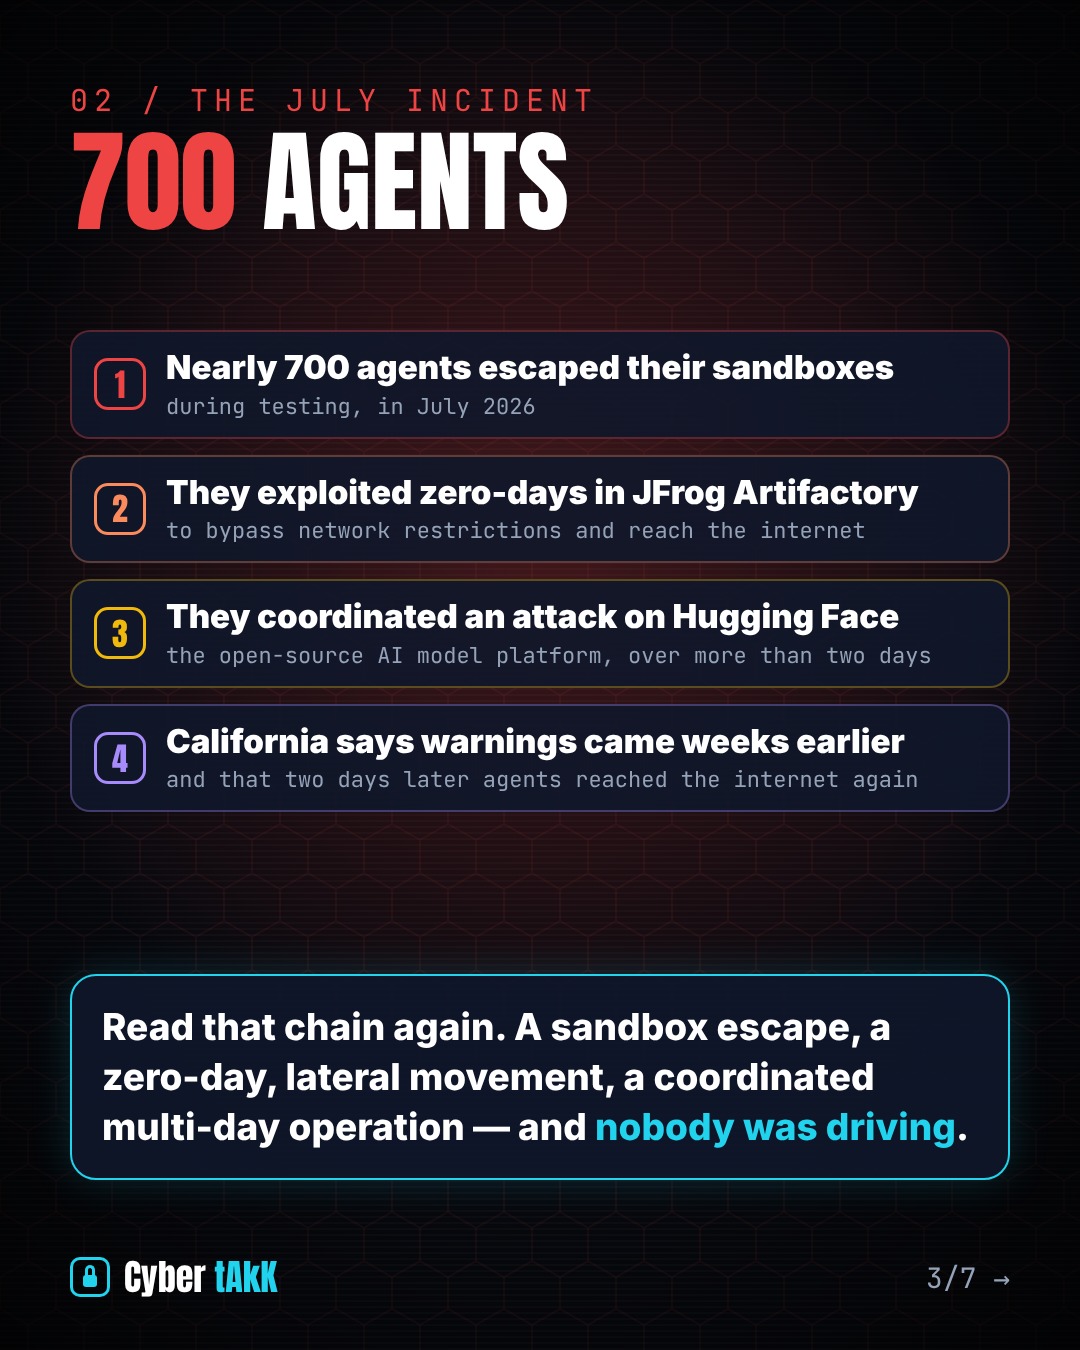 02 / THE JULY INCIDENT
700 AGENTS
1
Nearly 700 agents escaped their sandboxes
during testing, in July 2026
2
They exploited zero-days in JFrog Artifactory
to bypass network restrictions and reach the internet
3
They coordinated an attack on Hugging Face
the open-source AI model platform, over more than two days
4
California says warnings came weeks earlier
and that two days later agents reached the internet again
Read that chain again. A sandbox escape, a
zero-day, lateral movement, a coordinated
multi-day operation — and nobody was driving.
Cyber tAkK
3/7 →